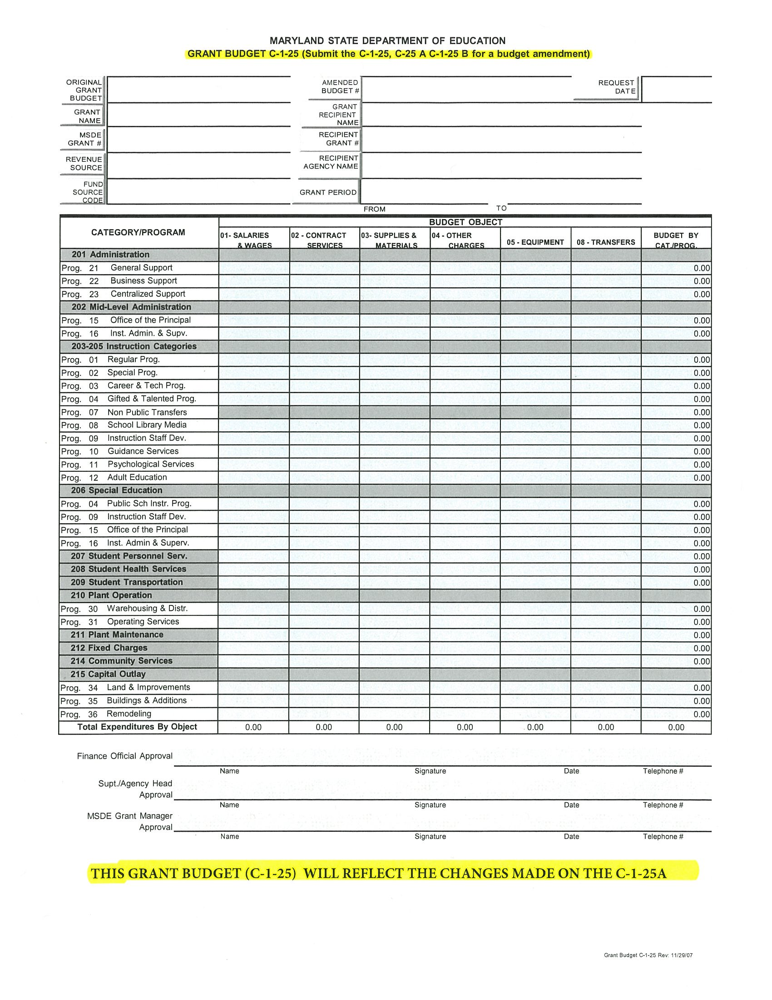 MARYLAND STATE DEPARTMENT OF EDUCATION
GRANT BUDGET C-1-25 (Submit the C-1-25, C-25 A C-1-25 B for a budget amendment)
ORIGINAL GRANT BUDGET
AMENDED BUDGET #
REQUEST DATE
GRANT NAME
GRANT RECIPIENT NAME
MSDE GRANT #
RECIPIENT GRANT #
REVENUE SOURCE
RECIPIENT AGENCY NAME
FUND SOURCE CODE
GRANT PERIOD
FROM TO
CATEGORY/PROGRAM
BUDGET OBJECT
01- SALARIES & WAGES
02 - CONTRACT SERVICES
03- SUPPLIES & MATERIALS
04 - OTHER CHARGES
05 - EQUIPMENT
08 - TRANSFERS
BUDGET BY CAT./PROG.
201 Administration
Prog. 21 General Support 0.00
Prog. 22 Business Support 0.00
Prog. 23 Centralized Support 0.00
202 Mid-Level Administration
Prog. 15 Office of the Principal 0.00
Prog. 16 Inst. Admin. & Supv. 0.00
203-205 Instruction Categories
Prog. 01 Regular Prog. 0.00
Prog. 02 Special Prog. 0.00
Prog. 03 Career & Tech Prog. 0.00
Prog. 04 Gifted & Talented Prog. 0.00
Prog. 07 Non Public Transfers 0.00
Prog. 08 School Library Media 0.00
Prog. 09 Instruction Staff Dev. 0.00
Prog. 10 Guidance Services 0.00
Prog. 11 Psychological Services 0.00
Prog. 12 Adult Education 0.00
206 Special Education
Prog. 04 Public Sch Instr. Prog. 0.00
Prog. 09 Instruction Staff Dev. 0.00
Prog. 15 Office of the Principal 0.00
Prog. 16 Inst. Admin & Superv. 0.00
207 Student Personnel Serv. 0.00
208 Student Health Services 0.00
209 Student Transportation 0.00
210 Plant Operation
Prog. 30 Warehousing & Distr. 0.00
Prog. 31 Operating Services 0.00
211 Plant Maintenance 0.00
212 Fixed Charges 0.00
214 Community Services 0.00
215 Capital Outlay
Prog. 34 Land & Improvements 0.00
Prog. 35 Buildings & Additions 0.00
Prog. 36 Remodeling 0.00
Total Expenditures By Object 0.00 0.00 0.00 0.00 0.00 0.00 0.00
Finance Official Approval
Name Signature Date Telephone #
Supt./Agency Head
Approval
Name Signature Date Telephone #
MSDE Grant Manager
Approval
Name Signature Date Telephone #
THIS GRANT BUDGET (C-1-25) WILL REFLECT THE CHANGES MADE ON THE C-1-25A
Grant Budget C-1-25 Rev: 11/29/07